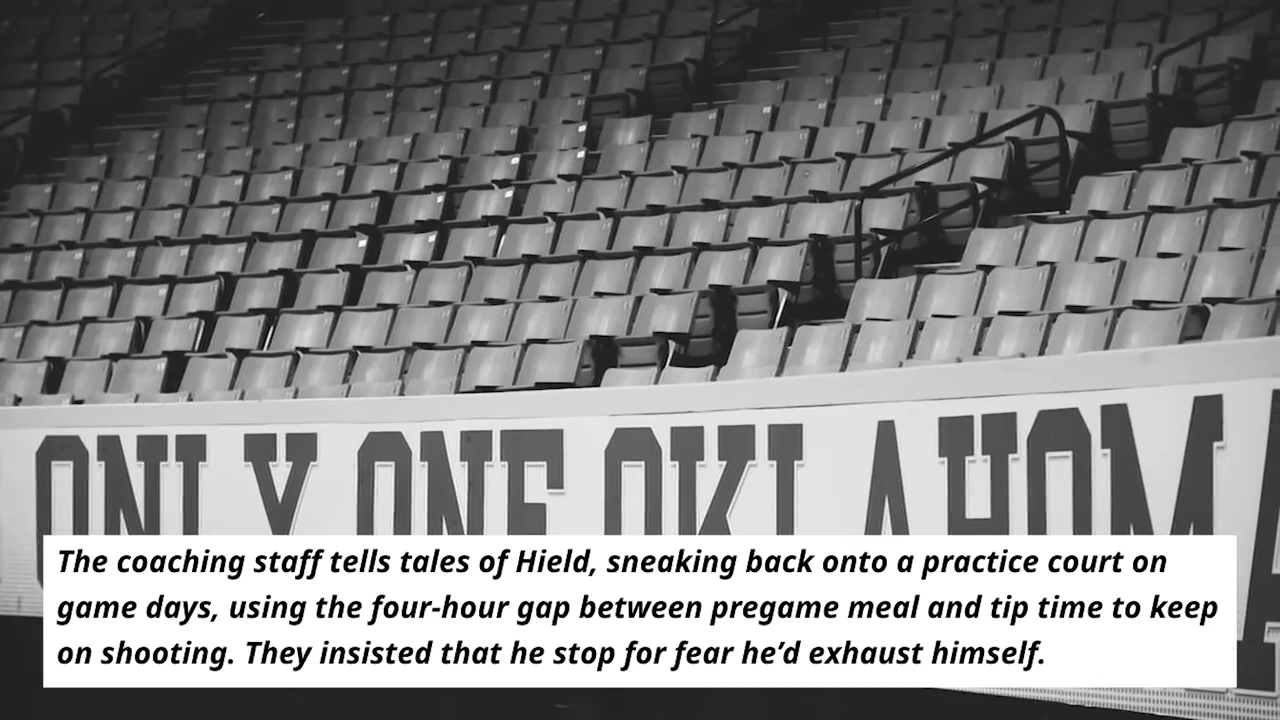 ONLY ONE OKLAHOM
The coaching staff tells tales of Hield, sneaking back onto a practice court on
game days, using the four-hour gap between pregame meal and tip time to keep
on shooting. They insisted that he stop for fear he’d exhaust himself.